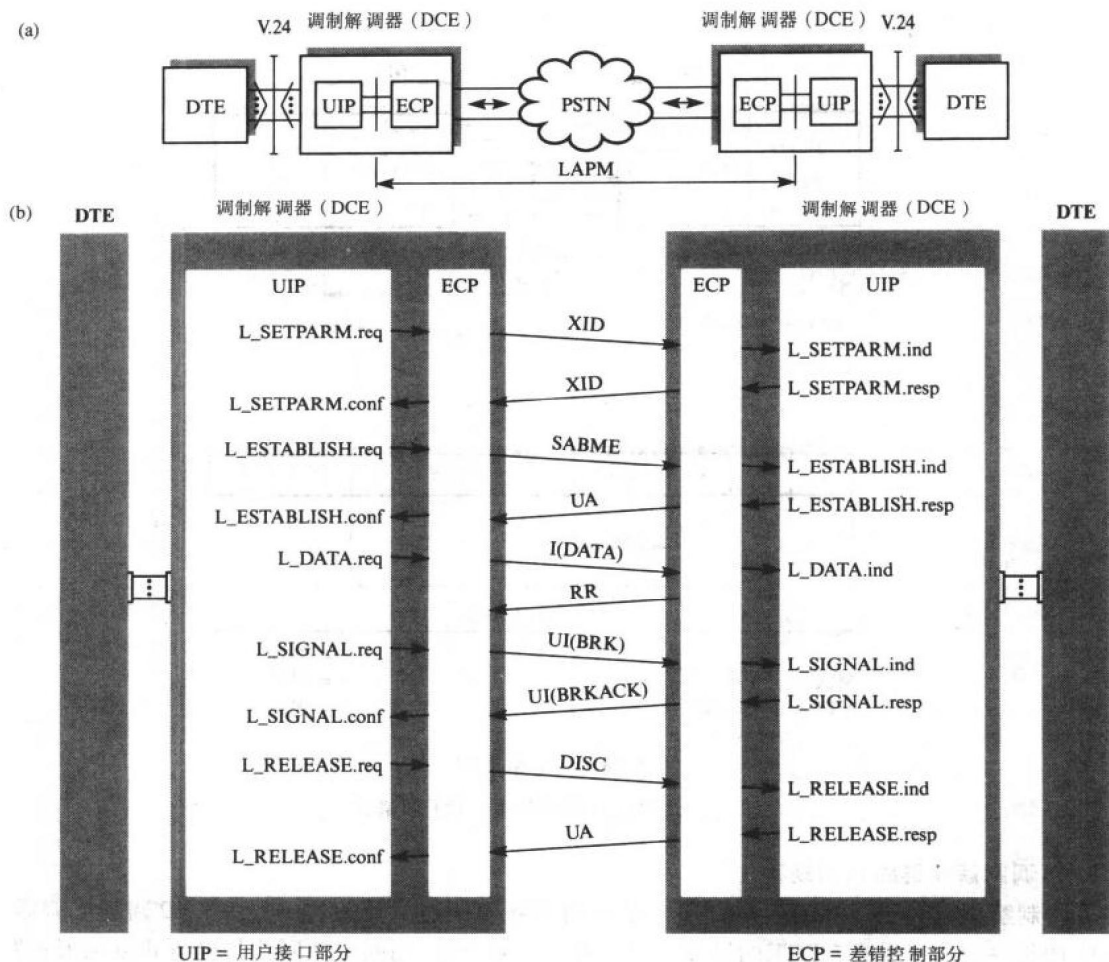 (a)
V.24
调制解调器(DCE)
调制解调器(DCE)
V.24
DTE
UIP
ECP
PSTN
ECP
UIP
DTE
LAPM
(b)
DTE
调制解调器(DCE)
调制解调器(DCE)
DTE
UIP
ECP
ECP
UIP
L_SETPARM.req
XID
L_SETPARM.ind
L_SETPARM.conf
XID
L_SETPARM.resp
L_ESTABLISH.req
SABME
L_ESTABLISH.ind
L_ESTABLISH.conf
UA
L_ESTABLISH.resp
L_DATA.req
I(DATA)
L_DATA.ind
RR
L_SIGNAL.req
UI(BRK)
L_SIGNAL.ind
L_SIGNAL.conf
UI(BRKACK)
L_SIGNAL.resp
L_RELEASE.req
DISC
L_RELEASE.ind
L_RELEASE.conf
UA
L_RELEASE.resp
UIP = 用户接口部分
ECP = 差错控制部分